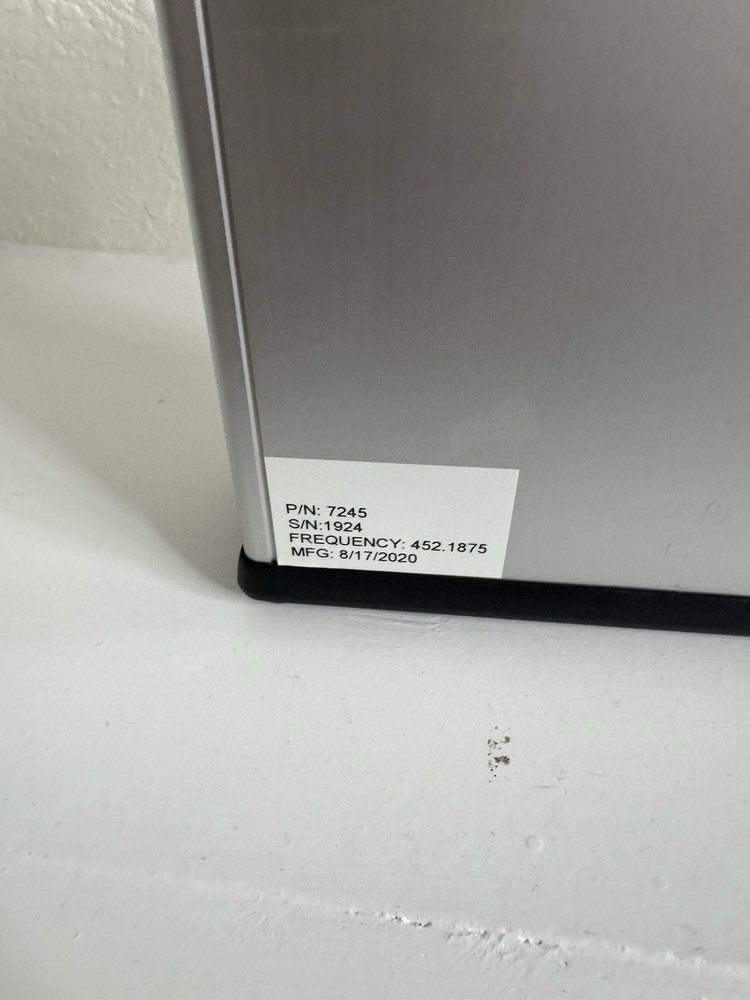 P/N: 7245
S/N:1924
FREQUENCY: 452.1875
MFG: 8/17/2020